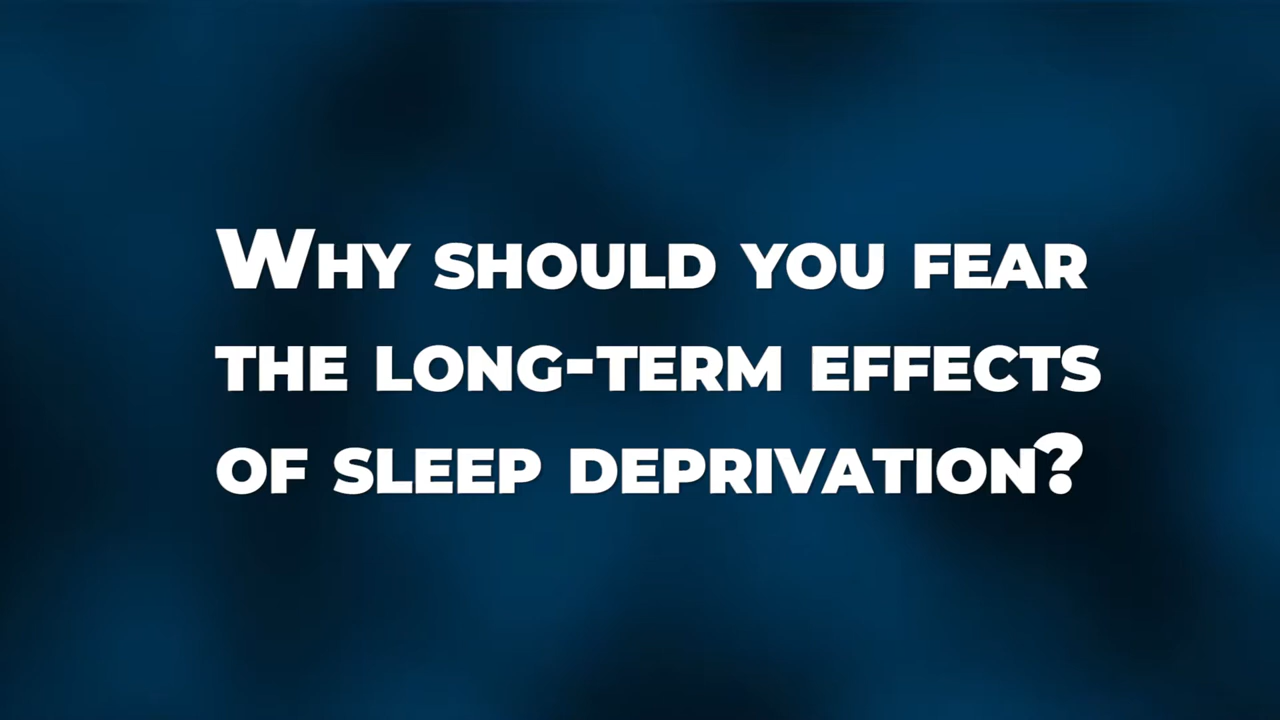 Why should you fear
the long-term effects
of sleep deprivation?